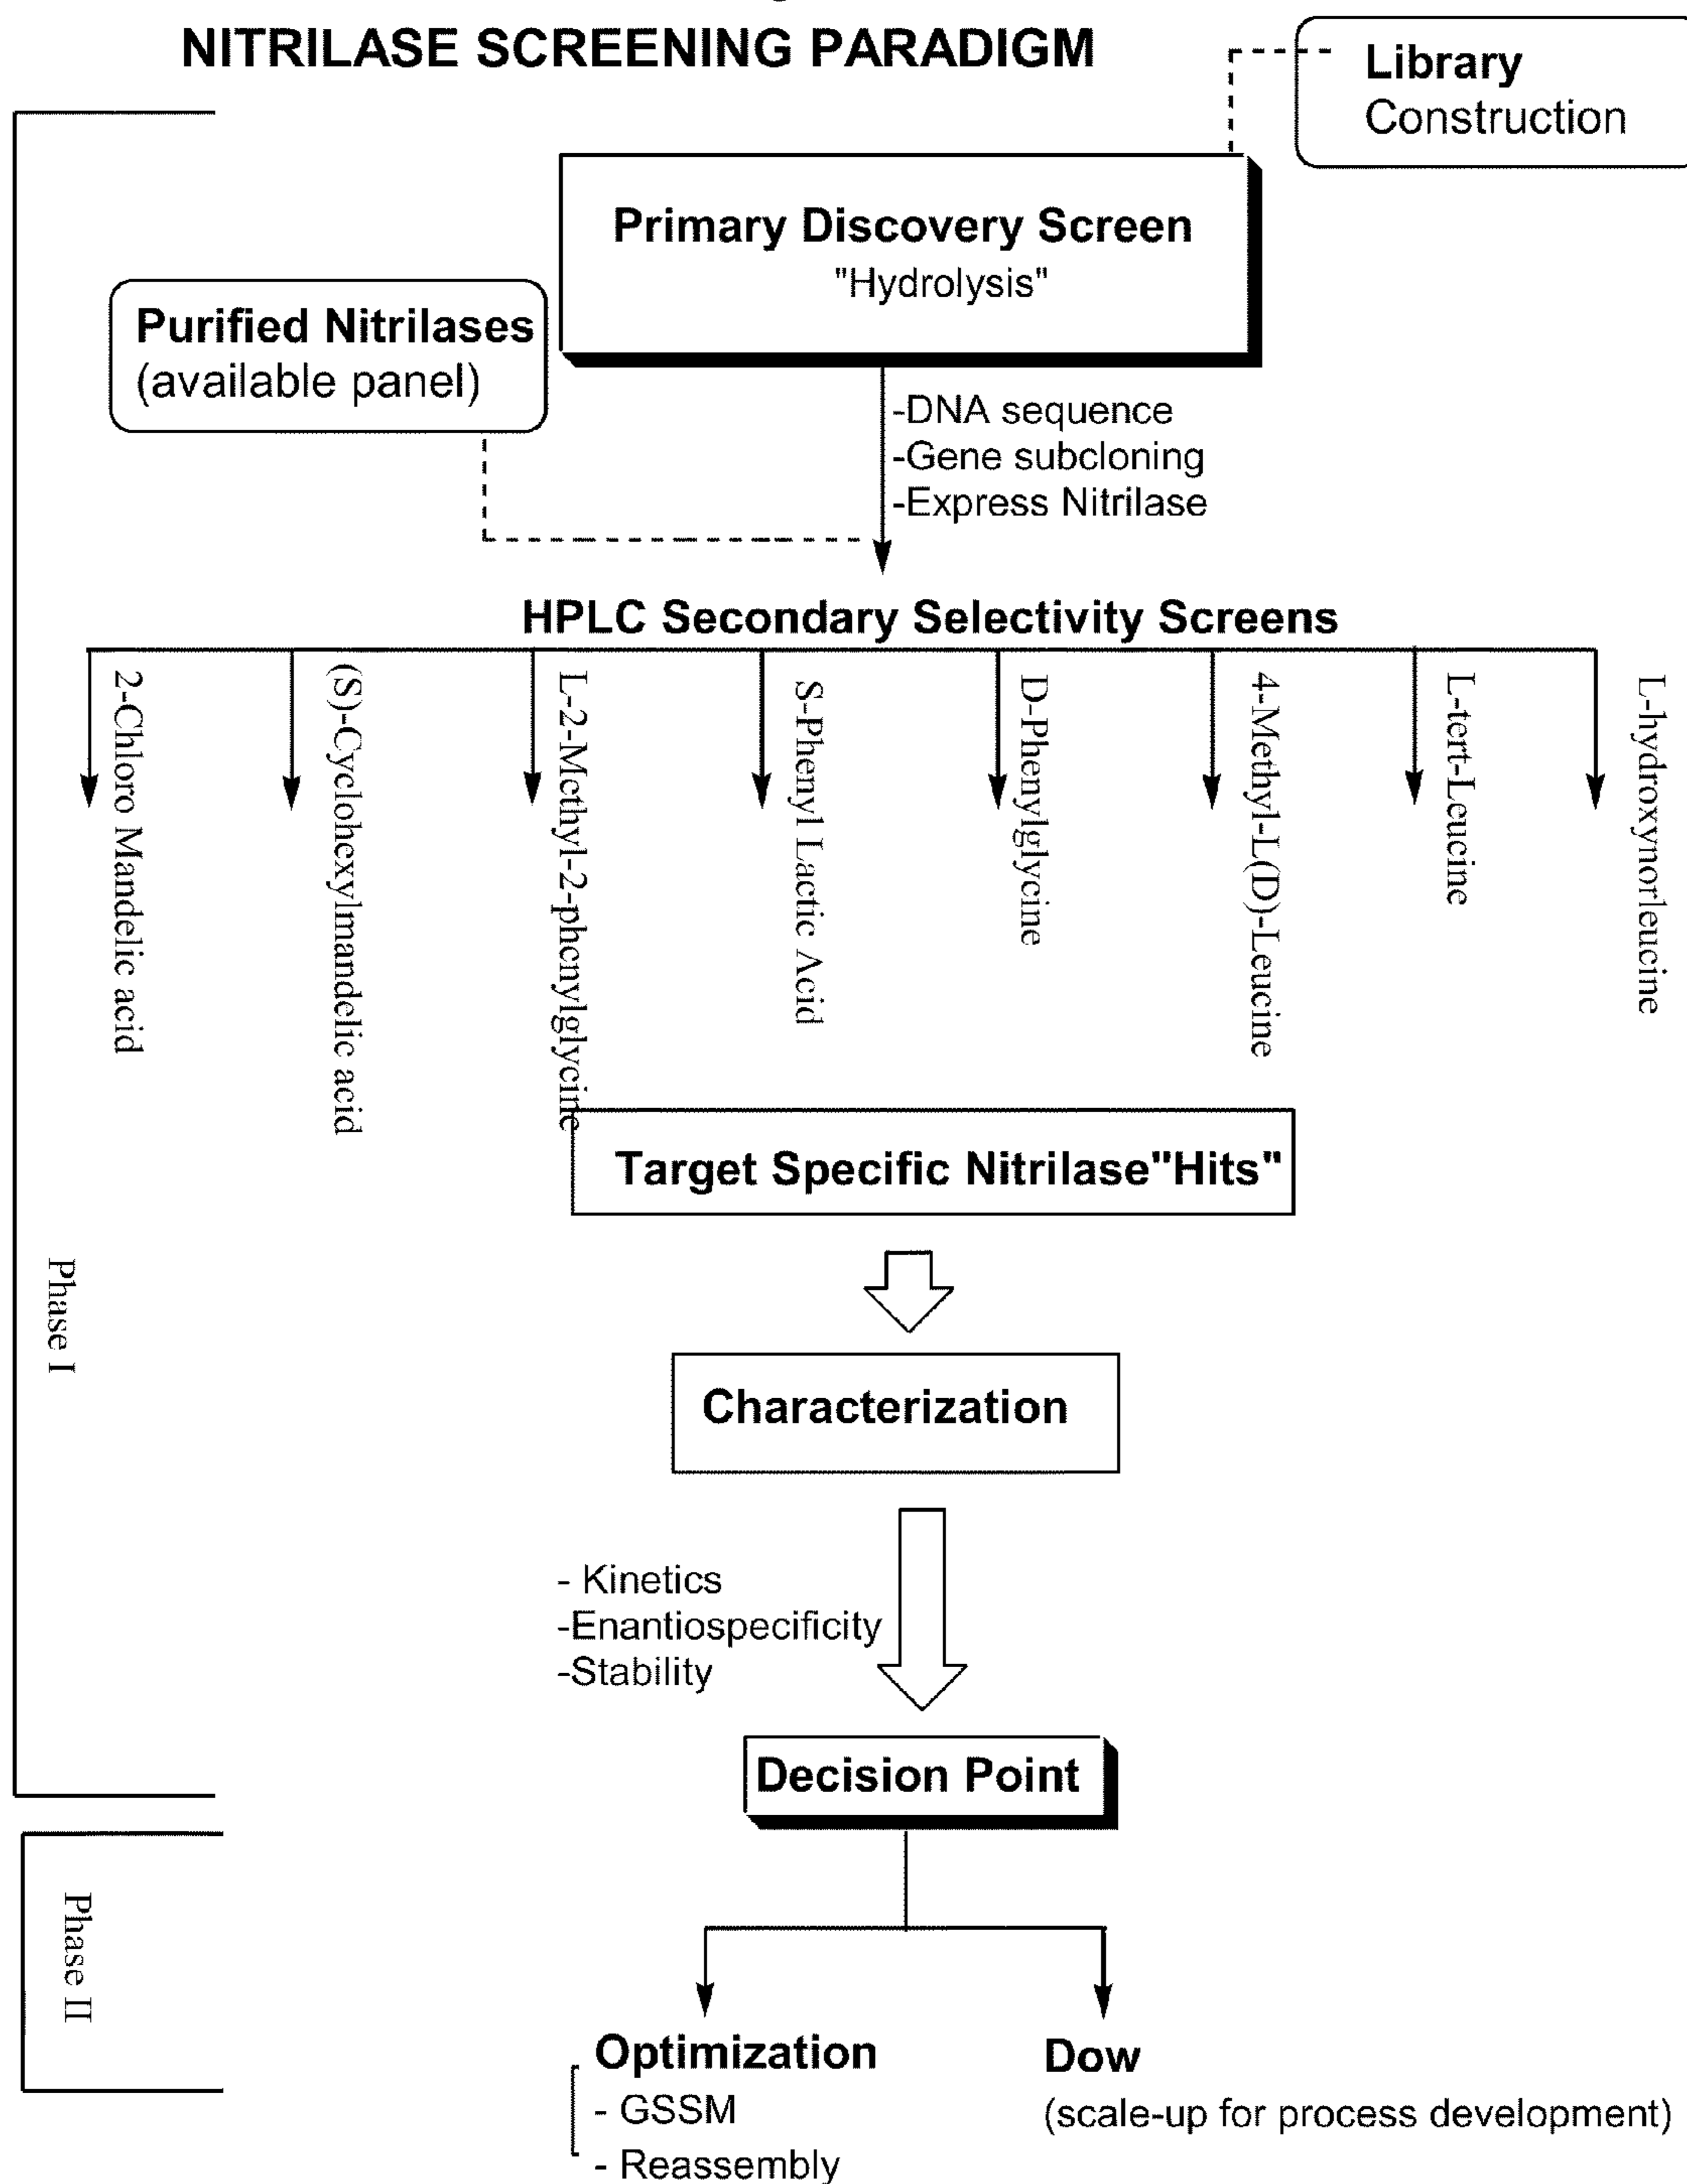 NITRILASE SCREENING PARADIGM
Library
Construction
Primary Discovery Screen
"Hydrolysis"
Purified Nitrilases
(available panel)
-DNA sequence
-Gene subcloning
-Express Nitrilase
HPLC Secondary Selectivity Screens
2-Chloro Mandelic acid
(S)-Cyclohexylmandelic acid
L-2-Methyl-2-phenylglycine
S-Phenyl Lactic Acid
D-Phenylglycine
4-Methyl-L(D)-Leucine
L-tert-Leucine
L-hydroxynorleucine
Target Specific Nitrilase"Hits"
Phase I
Characterization
- Kinetics
-Enantiospecificity
-Stability
Decision Point
Phase II
Optimization
- GSSM
- Reassembly
Dow
(scale-up for process development)